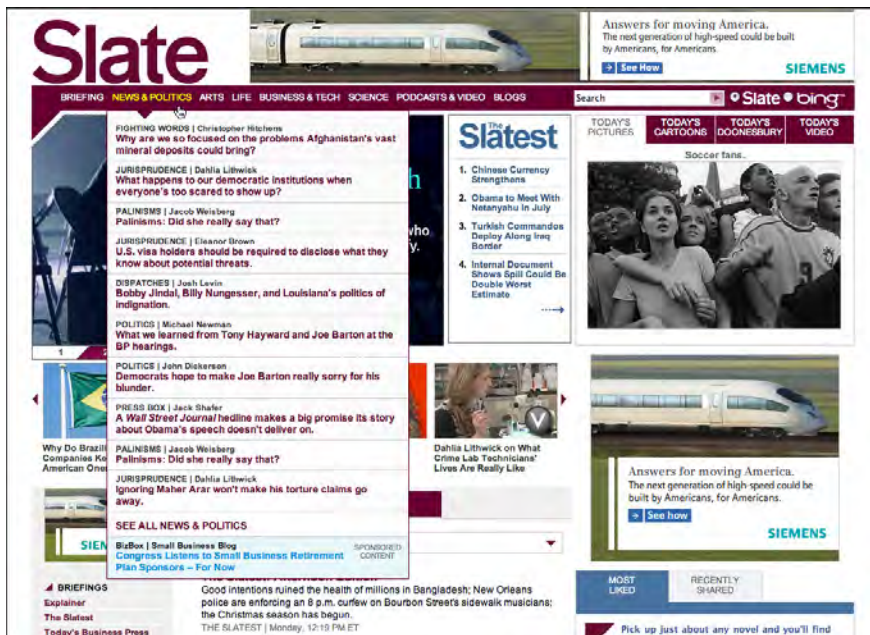 Slate
Answers for moving America.
The next generation of high-speed could be built
by Americans, for Americans.
See How
SIEMENS
BRIEFING NEWS & POLITICS ARTS LIFE BUSINESS & TECH SCIENCE PODCASTS & VIDEO BLOGS
Search
Slate bing
FIGHTING WORDS | Christopher Hitchens
Why are we so focused on the problems Afghanistan's vast
mineral deposits could bring?
JURISPRUDENCE | Dahlia Lithwick
What happens to our democratic institutions when
everyone's too scared to show up?
PALINISMS | Jacob Weisberg
Palinisms: Did she really say that?
JURISPRUDENCE | Eleanor Brown
U.S. visa holders should be required to disclose what they
know about potential threats.
DISPATCHES | Josh Levin
Bobby Jindal, Billy Nungesser, and Louisiana's politics of
indignation.
POLITICS | Michael Newman
What we learned from Tony Hayward and Joe Barton at the
BP hearings.
POLITICS | John Dickerson
Democrats hope to make Joe Barton really sorry for his
blunder.
PRESS BOX | Jack Shafer
A Wall Street Journal hedline makes a big promise its story
about Obama's speech doesn't deliver on.
PALINISMS | Jacob Weisberg
Palinisms: Did she really say that?
JURISPRUDENCE | Dahlia Lithwick
Ignoring Maher Arar won't make his torture claims go
away.
SEE ALL NEWS & POLITICS
BizBox | Small Business Blog
Congress Listens to Small Business Retirement
Plan Sponsors – For Now
SPONSORED
CONTENT
h
who
y.
1
2
The
Slatest
1. Chinese Currency
Strengthens
2. Obama to Meet With
Netanyahu in July
3. Turkish Commandos
Deploy Along Iraq
Border
4. Internal Document
Shows Spill Could Be
Double Worst
Estimate
TODAY'S
PICTURES
TODAY'S
CARTOONS
TODAY'S
DOONESBURY
TODAY'S
VIDEO
Soccer fans.
Why Do Brazili
Companies Ke
American One
V
Dahlia Lithwick on What
Crime Lab Technicians'
Lives Are Really Like
Answers for moving America.
The next generation of high-speed could be
built by Americans, for Americans.
See how
SIEMENS
SIEM
BRIEFINGS
Explainer
The Slatest
Today's Business Press
Good intentions ruined the health of millions in Bangladesh; New Orleans
police are enforcing an 8 p.m. curfew on Bourbon Street's sidewalk musicians;
the Christmas season has begun.
THE SLATEST | Monday, 12:19 PM ET
MOST
LIKED
RECENTLY
SHARED
Pick up just about any novel and you'll find